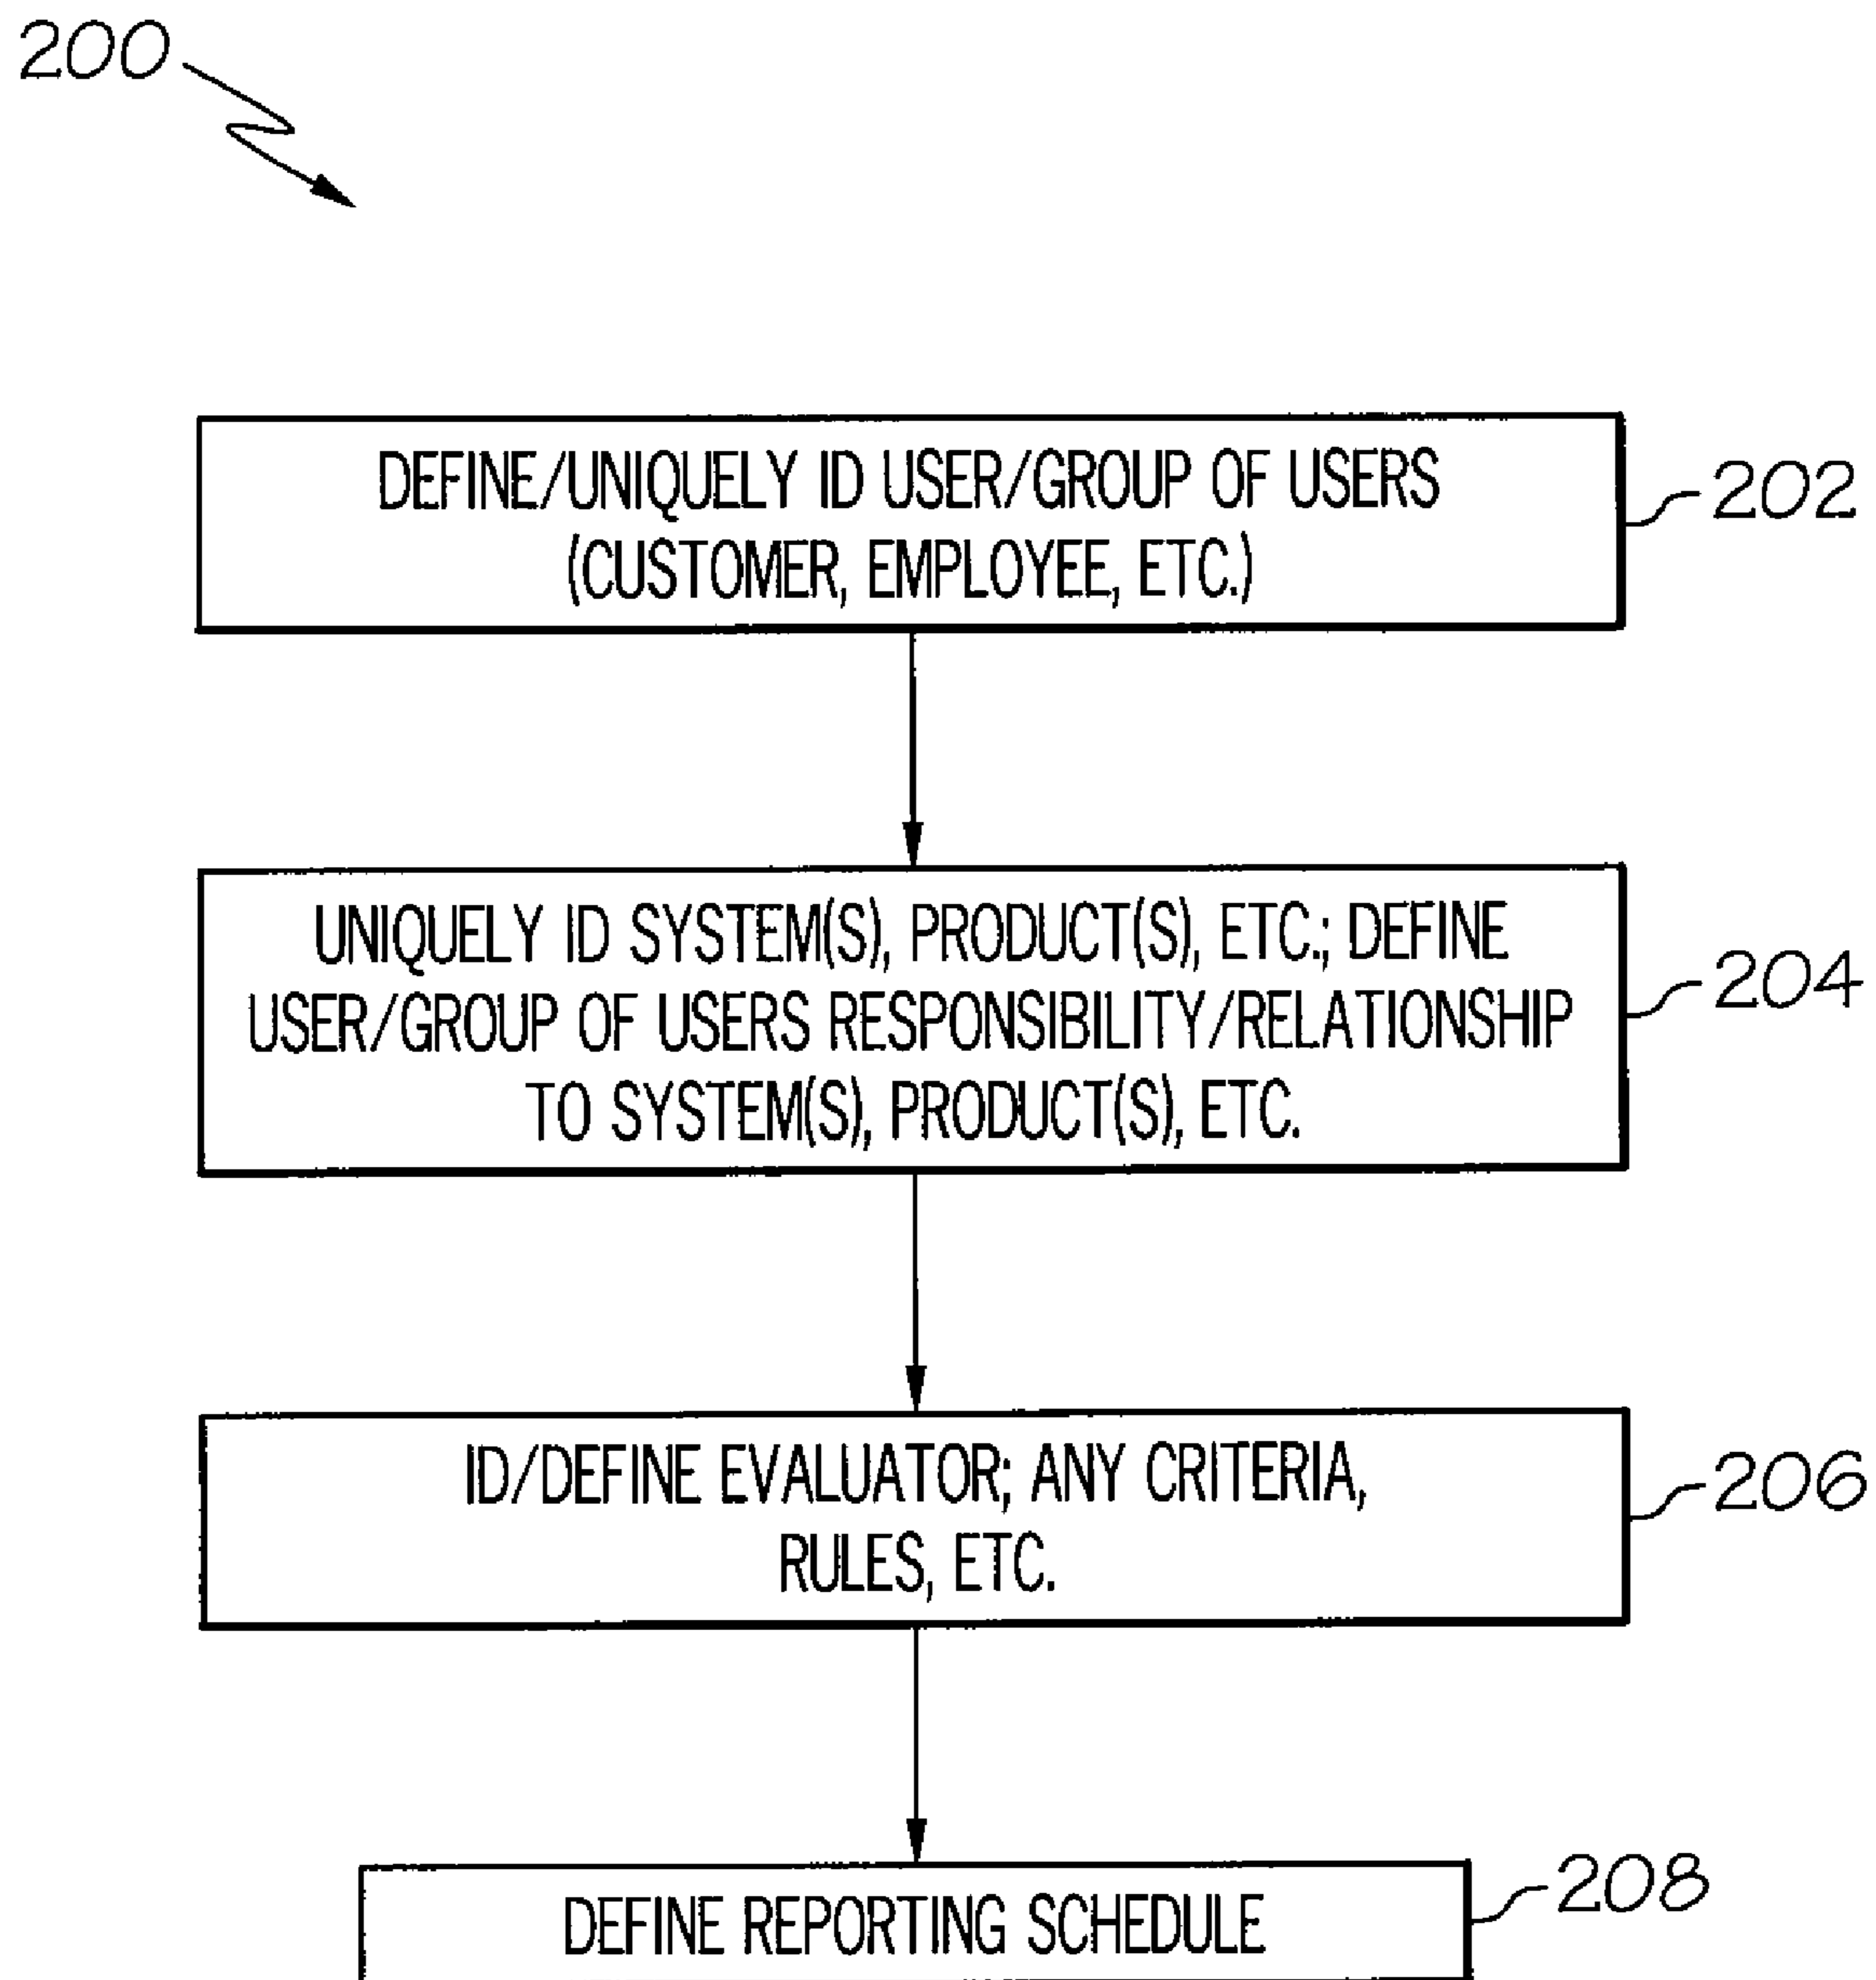 200
DEFINE/UNIQUELY ID USER/GROUP OF USERS
(CUSTOMER, EMPLOYEE, ETC.)
202
UNIQUELY ID SYSTEM(S), PRODUCT(S), ETC.; DEFINE
USER/GROUP OF USERS RESPONSIBILITY/RELATIONSHIP
TO SYSTEM(S), PRODUCT(S), ETC.
204
ID/DEFINE EVALUATOR; ANY CRITERIA,
RULES, ETC.
206
DEFINE REPORTING SCHEDULE
208